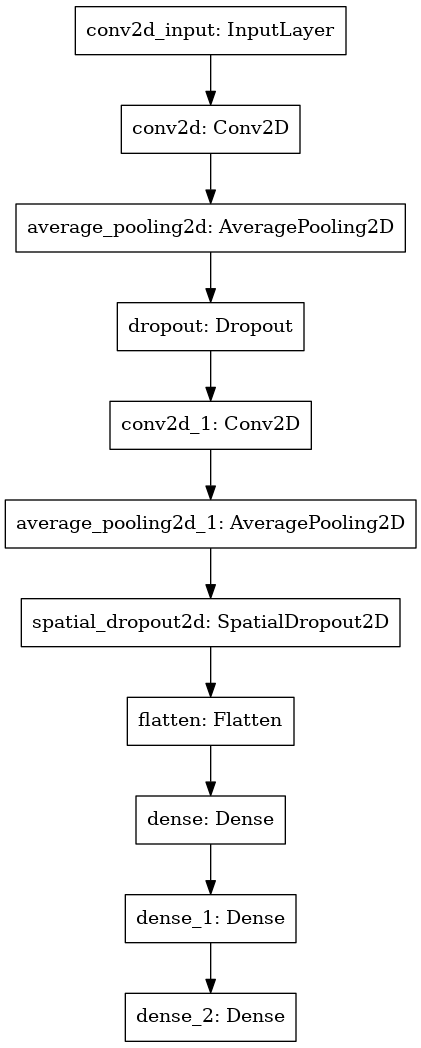 conv2d_input: InputLayer
conv2d: Conv2D
average_pooling2d: AveragePooling2D
dropout: Dropout
conv2d_1: Conv2D
average_pooling2d_1: AveragePooling2D
spatial_dropout2d: SpatialDropout2D
flatten: Flatten
dense: Dense
dense_1: Dense
dense_2: Dense